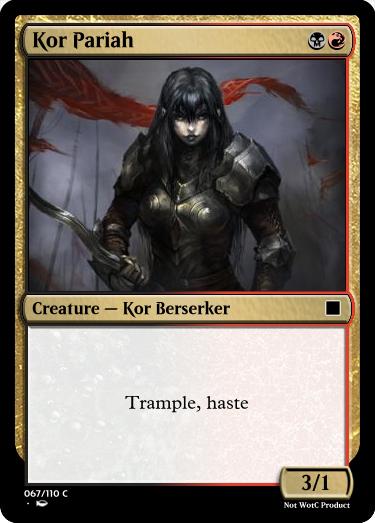 Kor Pariah
Creature — Kor Berserker
Trample, haste
3/1
067/110 C
Not WotC Product